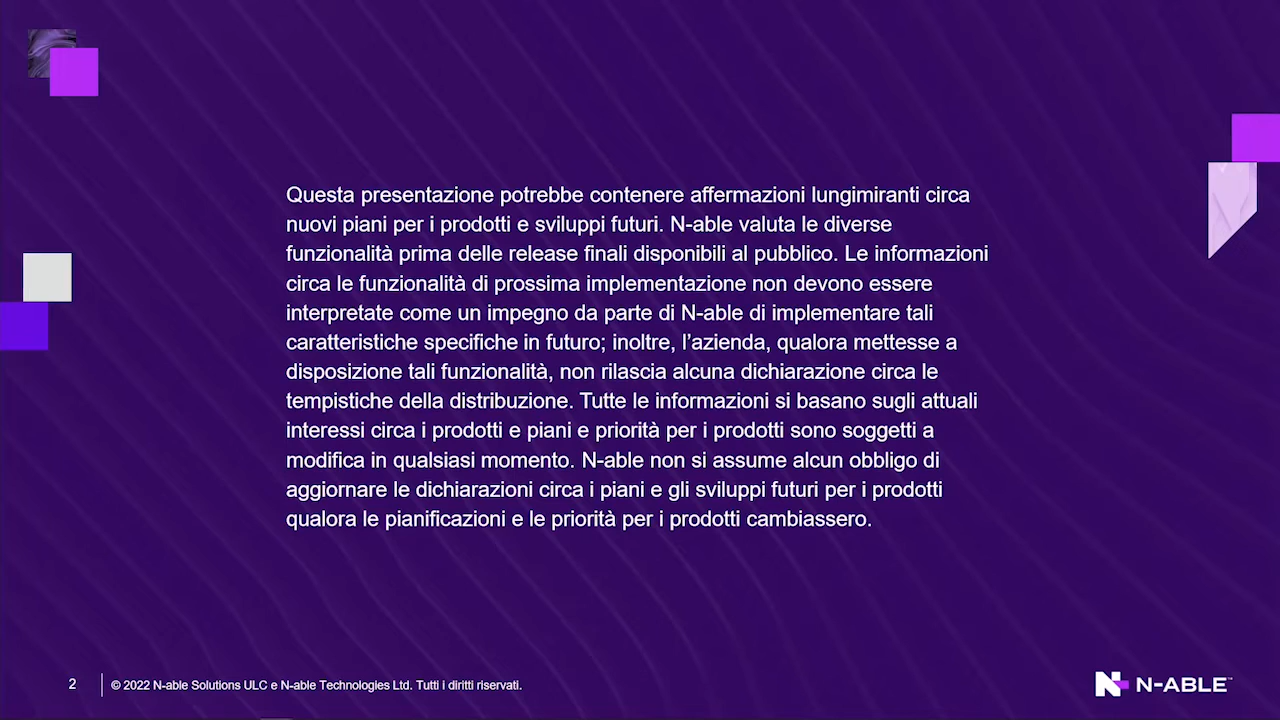 Questa presentazione potrebbe contenere affermazioni lungimiranti circa
nuovi piani per i prodotti e sviluppi futuri. N-able valuta le diverse
funzionalità prima delle release finali disponibili al pubblico. Le informazioni
circa le funzionalità di prossima implementazione non devono essere
interpretate come un impegno da parte di N-able di implementare tali
caratteristiche specifiche in futuro; inoltre, l’azienda, qualora mettesse a
disposizione tali funzionalità, non rilascia alcuna dichiarazione circa le
tempistiche della distribuzione. Tutte le informazioni si basano sugli attuali
interessi circa i prodotti e piani e priorità per i prodotti sono soggetti a
modifica in qualsiasi momento. N-able non si assume alcun obbligo di
aggiornare le dichiarazioni circa i piani e gli sviluppi futuri per i prodotti
qualora le pianificazioni e le priorità per i prodotti cambiassero.
2
© 2022 N-able Solutions ULC e N-able Technologies Ltd. Tutti i diritti riservati.
N-ABLE™